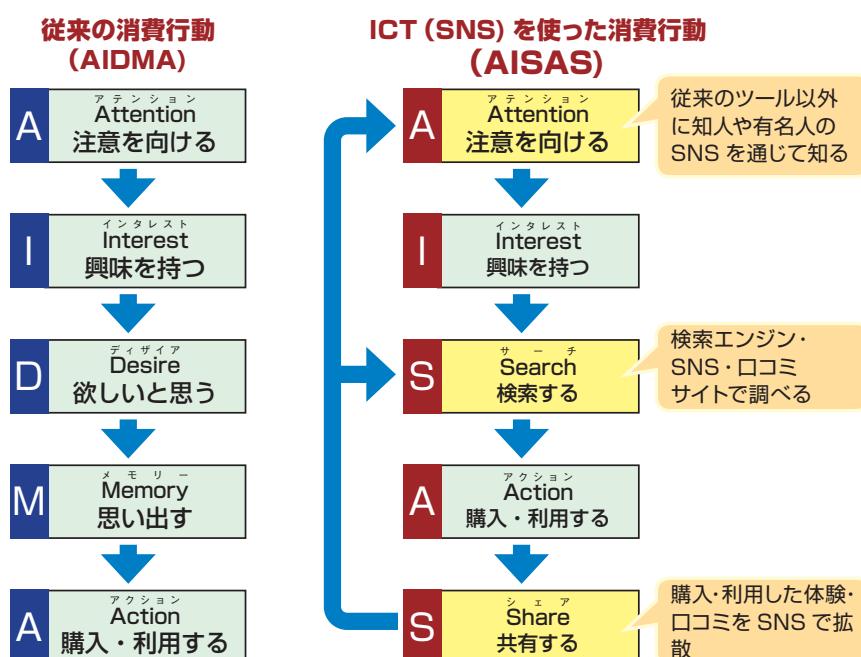 従来の消費行動
（AIDMA）
A
アテンション
Attention
注意を向ける
I
インタレスト
Interest
興味を持つ
D
ディザイア
Desire
欲しいと思う
M
メモリー
Memory
思い出す
A
アクション
Action
購入・利用する
ICT（SNS）を使った消費行動
（AISAS）
A
アテンション
Attention
注意を向ける
従来のツール以外
に知人や有名人の
SNS を通じて知る
I
インタレスト
Interest
興味を持つ
S
サーチ
Search
検索する
検索エンジン・
SNS・口コミ
サイトで調べる
A
アクション
Action
購入・利用する
S
シェア
Share
共有する
購入・利用した体験・
口コミを SNS で拡
散